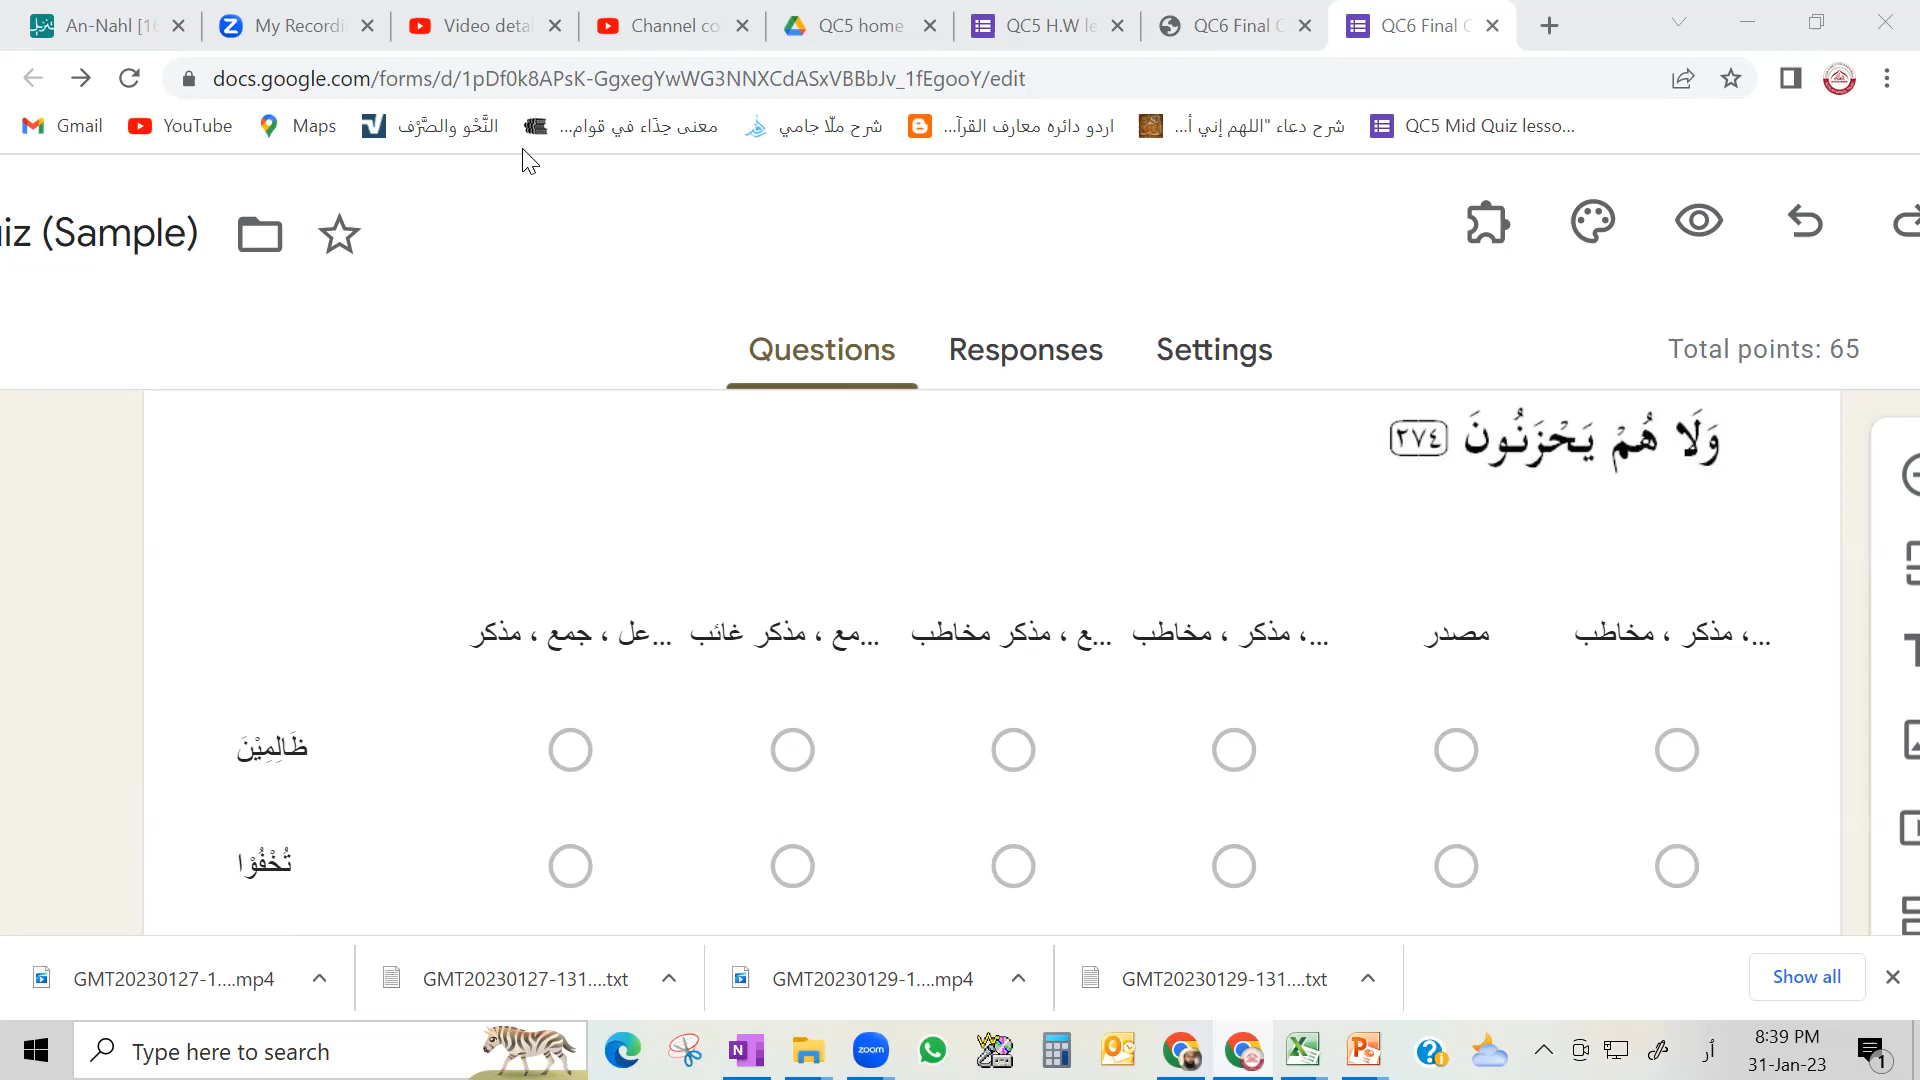 An-Nahl [16
My Recordi
Video detai
Channel co
QC5 home
QC5 H.W le
QC6 Final C
QC6 Final C
docs.google.com/forms/d/1pDf0k8APsK-GgxegYwWG3NNXCdASxVBBbJv_1fEgooY/edit
Gmail
YouTube
Maps
النَّحْو والصَّرْف
معنى حِذَاء في قوام...
شرح ملّا جامي
اردو دائره معارف القرآ...
شرح دعاء "اللهم إني أ...
QC5 Mid Quiz lesso...
iz (Sample)
Questions
Responses
Settings
Total points: 65
وَلَا هُمْ يَحْزَنُونَ ٢٧٤
...عل ، جمع ، مذكر
...مع ، مذكر غائب
...ع ، مذكر مخاطب
...، مذكر ، مخاطب
مصدر
...، مذكر ، مخاطب
ظَالِمِيْنَ
تُخْفُوْا
GMT20230127-1....mp4
GMT20230127-131....txt
GMT20230129-1....mp4
GMT20230129-131....txt
Show all
Type here to search
8:39 PM
31-Jan-23
1